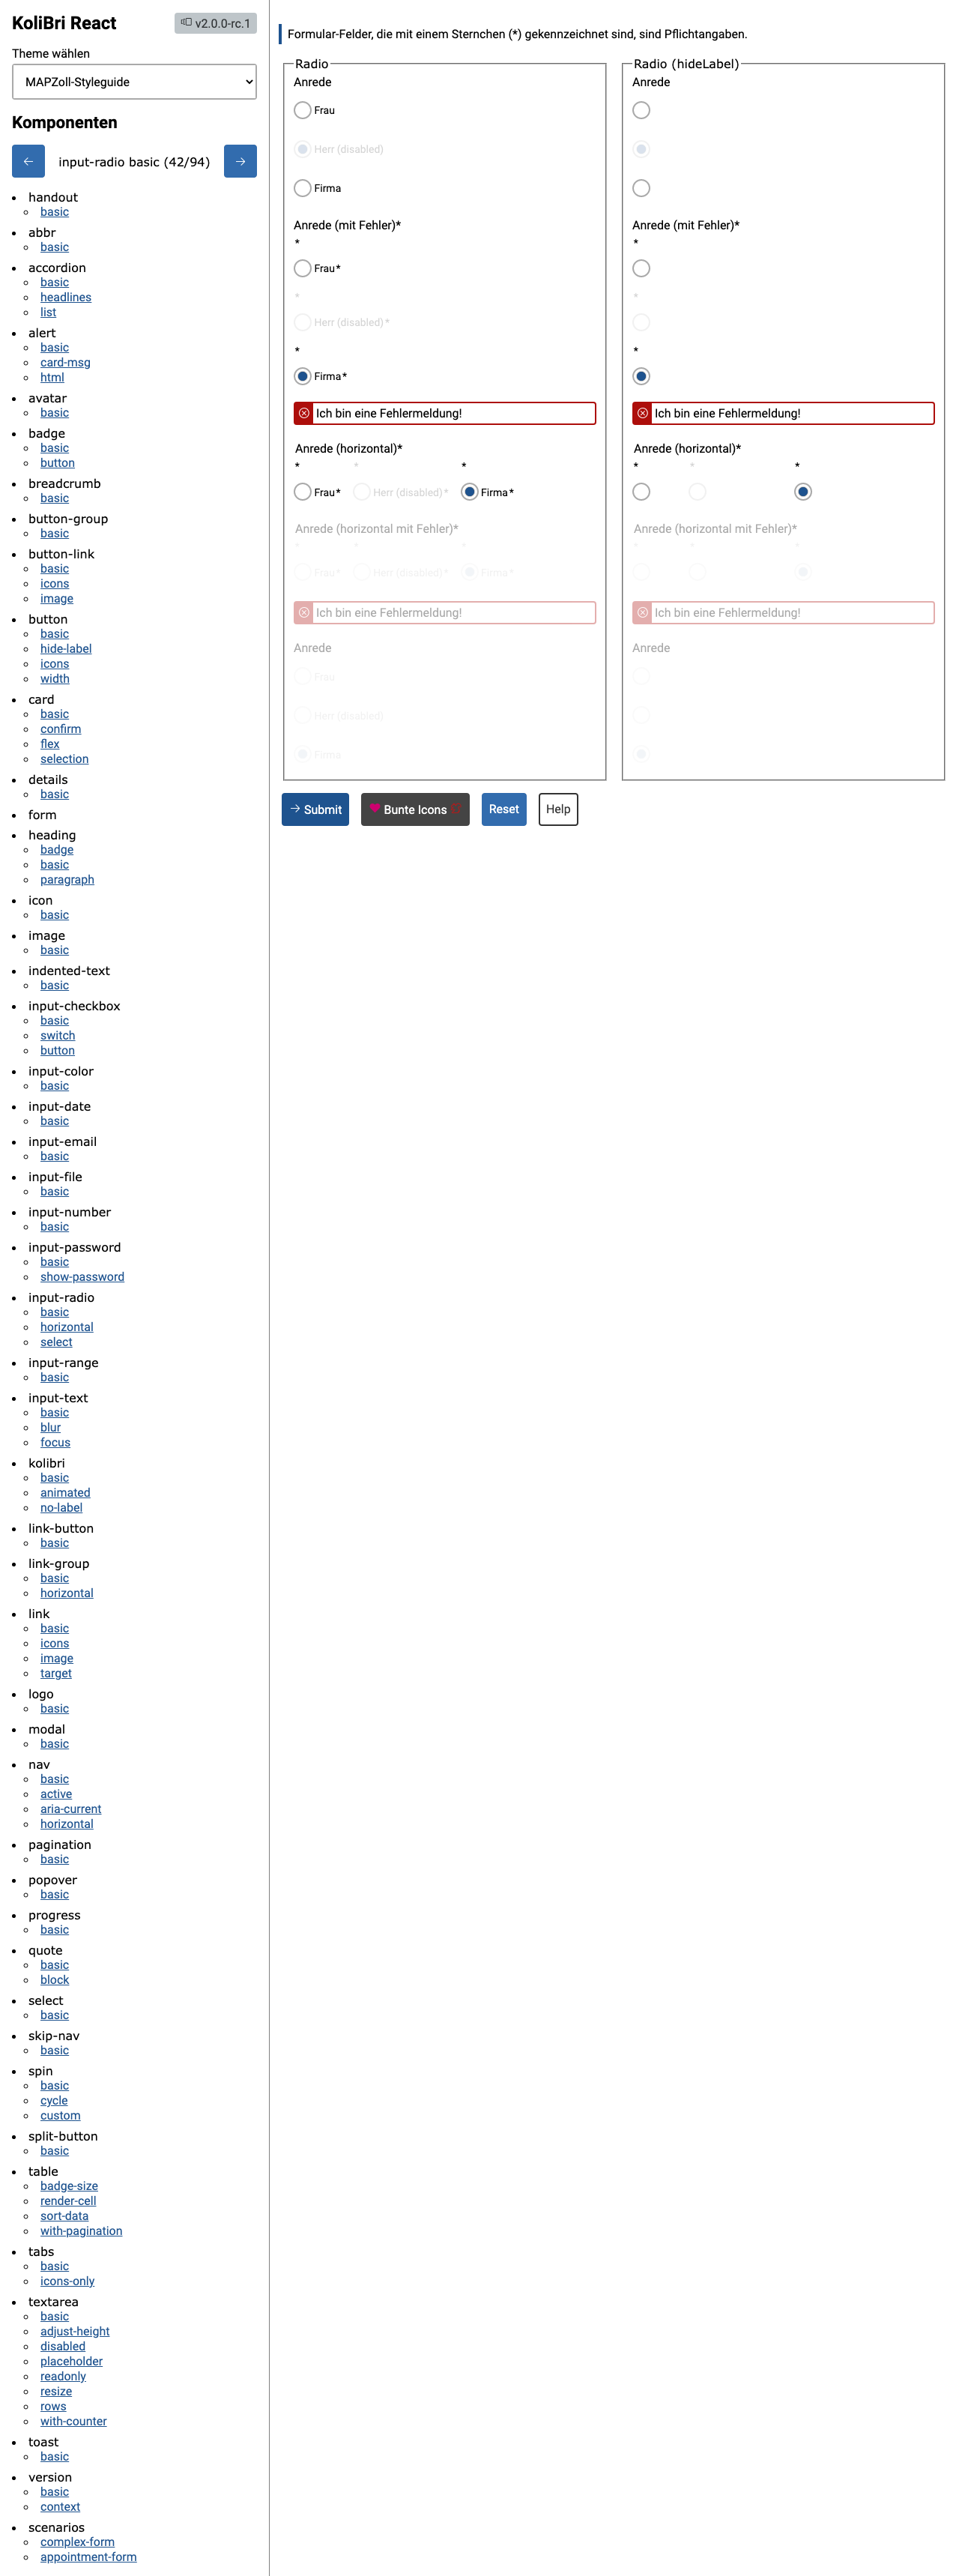 KoliBri React
v2.0.0-rc.1
Theme wählen
MAPZoll-Styleguide
Komponenten
input-radio basic (42/94)
handout
basic
abbr
basic
accordion
basic
headlines
list
alert
basic
card-msg
html
avatar
basic
badge
basic
button
breadcrumb
basic
button-group
basic
button-link
basic
icons
image
button
basic
hide-label
icons
width
card
basic
confirm
flex
selection
details
basic
form
heading
badge
basic
paragraph
icon
basic
image
basic
indented-text
basic
input-checkbox
basic
switch
button
input-color
basic
input-date
basic
input-email
basic
input-file
basic
input-number
basic
input-password
basic
show-password
input-radio
basic
horizontal
select
input-range
basic
input-text
basic
blur
focus
kolibri
basic
animated
no-label
link-button
basic
link-group
basic
horizontal
link
basic
icons
image
target
logo
basic
modal
basic
nav
basic
active
aria-current
horizontal
pagination
basic
popover
basic
progress
basic
quote
basic
block
select
basic
skip-nav
basic
spin
basic
cycle
custom
split-button
basic
table
badge-size
render-cell
sort-data
with-pagination
tabs
basic
icons-only
textarea
basic
adjust-height
disabled
placeholder
readonly
resize
rows
with-counter
toast
basic
version
basic
context
scenarios
complex-form
appointment-form
Formular-Felder, die mit einem Sternchen (*) gekennzeichnet sind, sind Pflichtangaben.
Radio
Anrede
Frau
Herr (disabled)
Firma
Anrede (mit Fehler)*
*
Frau*
*
Herr (disabled)*
*
Firma*
Ich bin eine Fehlermeldung!
Anrede (horizontal)*
* * *
Frau* Herr (disabled)* Firma*
Anrede (horizontal mit Fehler)*
* * *
Frau* Herr (disabled)* Firma*
Ich bin eine Fehlermeldung!
Anrede
Frau
Herr (disabled)
Firma
Radio (hideLabel)
Anrede
Anrede (mit Fehler)*
*
*
*
Ich bin eine Fehlermeldung!
Anrede (horizontal)*
* * *
Anrede (horizontal mit Fehler)*
* * *
Ich bin eine Fehlermeldung!
Anrede
Submit Bunte Icons Reset Help